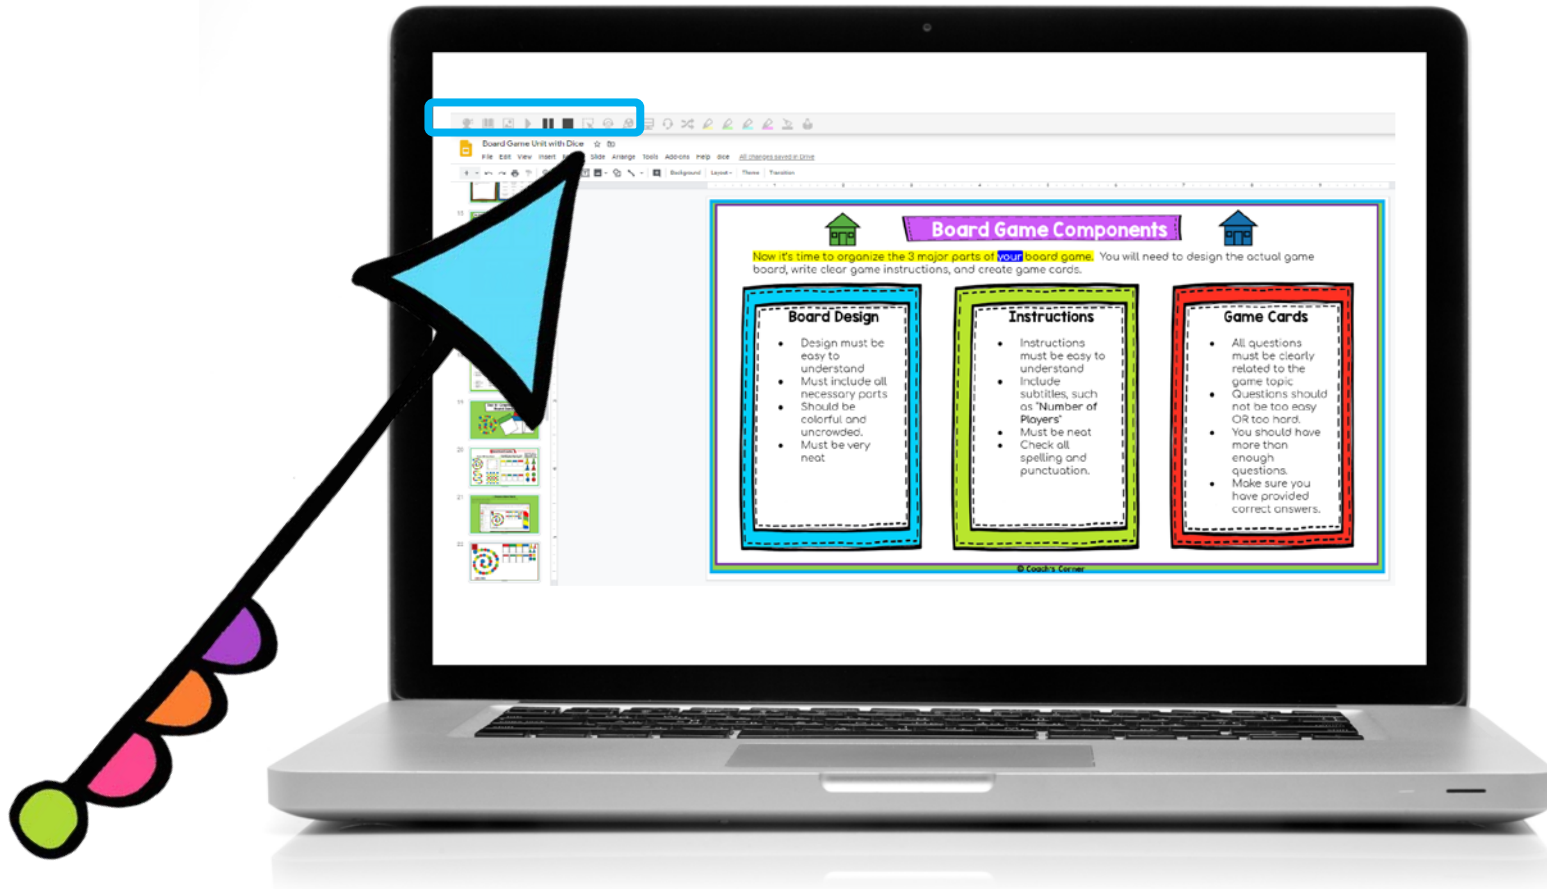 Board Game Unit with Dice
File Edit View Insert Slide Arrange Tools Add-ons Help dice All changes saved in Drive
Background Layout Theme Transition
Board Game Components
Now it's time to organize the 3 major parts of your board game. You will need to design the actual game
board, write clear game instructions, and create game cards.
Board Design
• Design must be
easy to
understand
• Must include all
necessary parts
• Should be
colorful and
uncrowded.
• Must be very
neat
Instructions
• Instructions
must be easy to
understand
• Include
subtitles, such
as "Number of
Players"
• Must be neat
• Check all
spelling and
punctuation.
Game Cards
• All questions
must be clearly
related to the
game topic
• Questions should
not be too easy
OR too hard.
• You should have
more than
enough
questions.
• Make sure you
have provided
correct answers.
© Coach's Corner
20
21
22